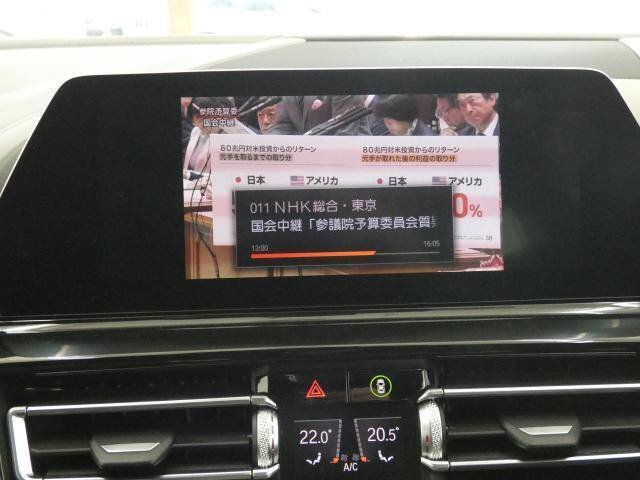 参院予算委
国会中継
80兆円対米投資からのリターン
元手を取るまでの取り分
80兆円対米投資からのリターン
元手が取れた後の利益の取り分
日本 アメリカ
日本 アメリカ
0%
011 NHK総合・東京
国会中継「参議院予算委員会質
13:00 16:05
22.0° 20.5°
A/C